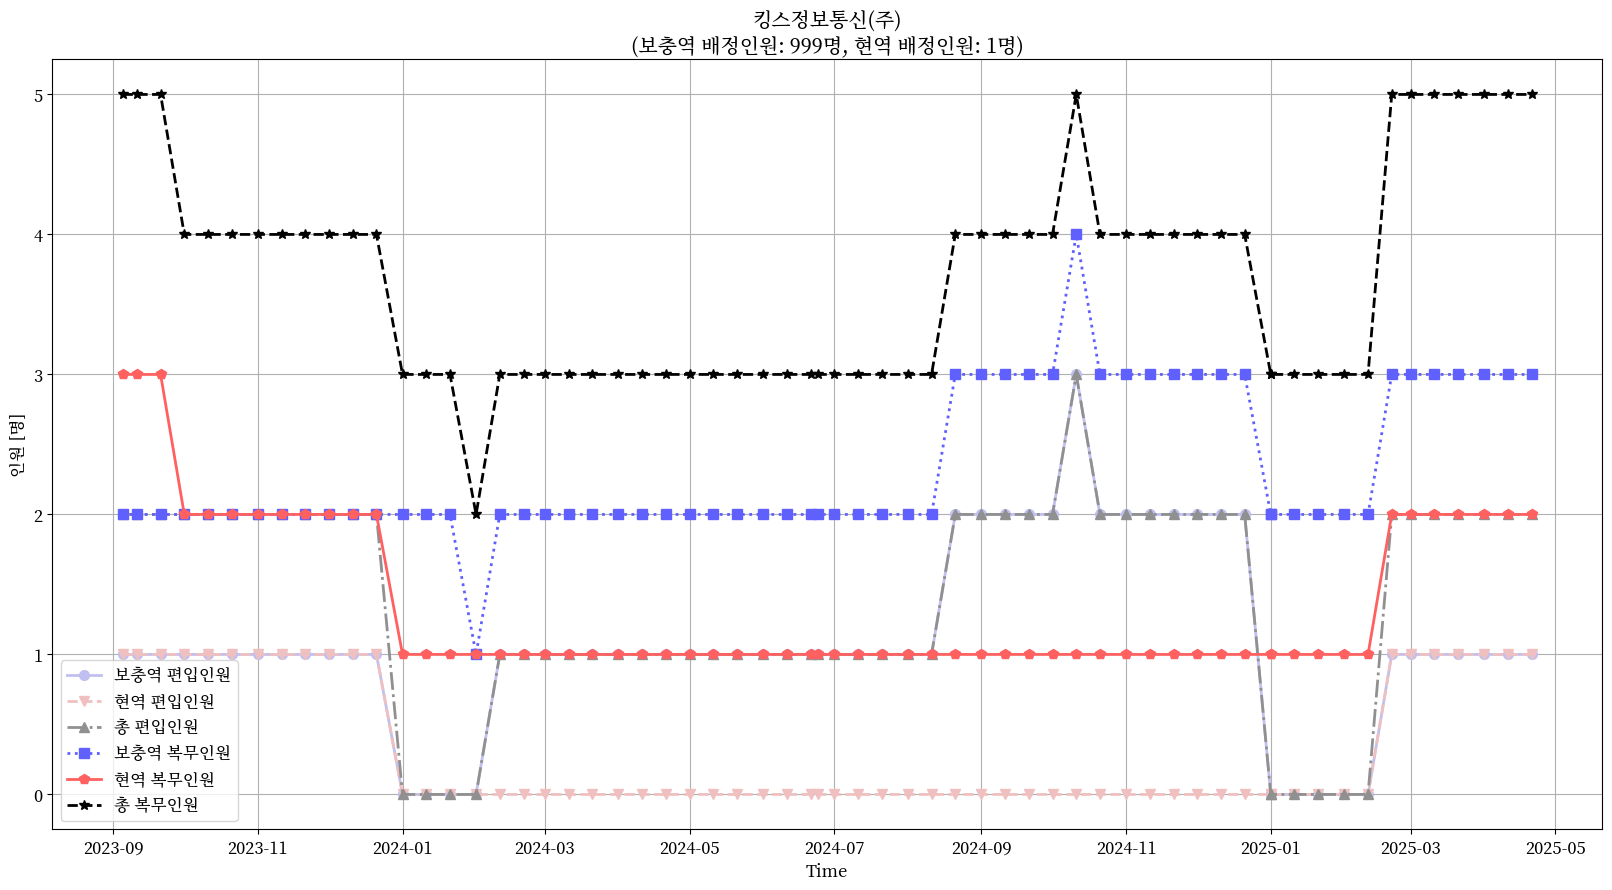 킹스정보통신(주)
(보충역 배정인원: 999명, 현역 배정인원: 1명)
인원 [명]
5
4
3
2
1
0
보충역 편입인원
현역 편입인원
총 편입인원
보충역 복무인원
현역 복무인원
총 복무인원
2023-09 2023-11 2024-01 2024-03 2024-05 2024-07 2024-09 2024-11 2025-01 2025-03 2025-05
Time